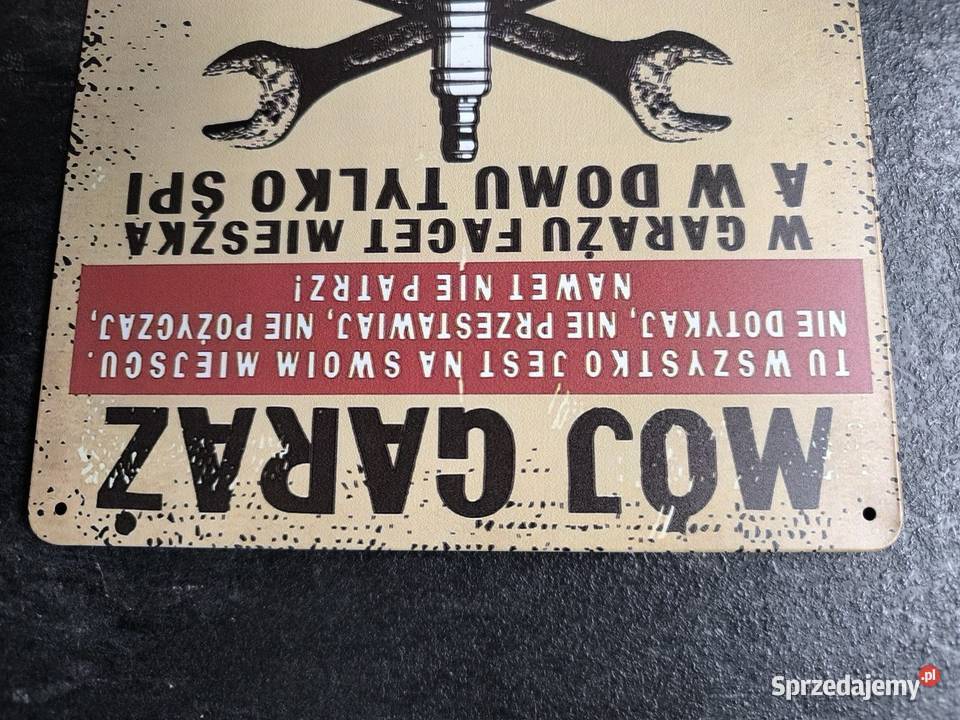 MÓJ GARAŻ
TU WSZYSTKO JEST NA SWOIM MIEJSCU.
NIE DOTYKAJ, NIE PRZESTAWIAJ, NIE POŻYCZAJ,
NAWET NIE PATRZ!
W GARAŻU FACET MIESZKA
A W DOMU TYLKO ŚPI
Sprzedajemy.pl